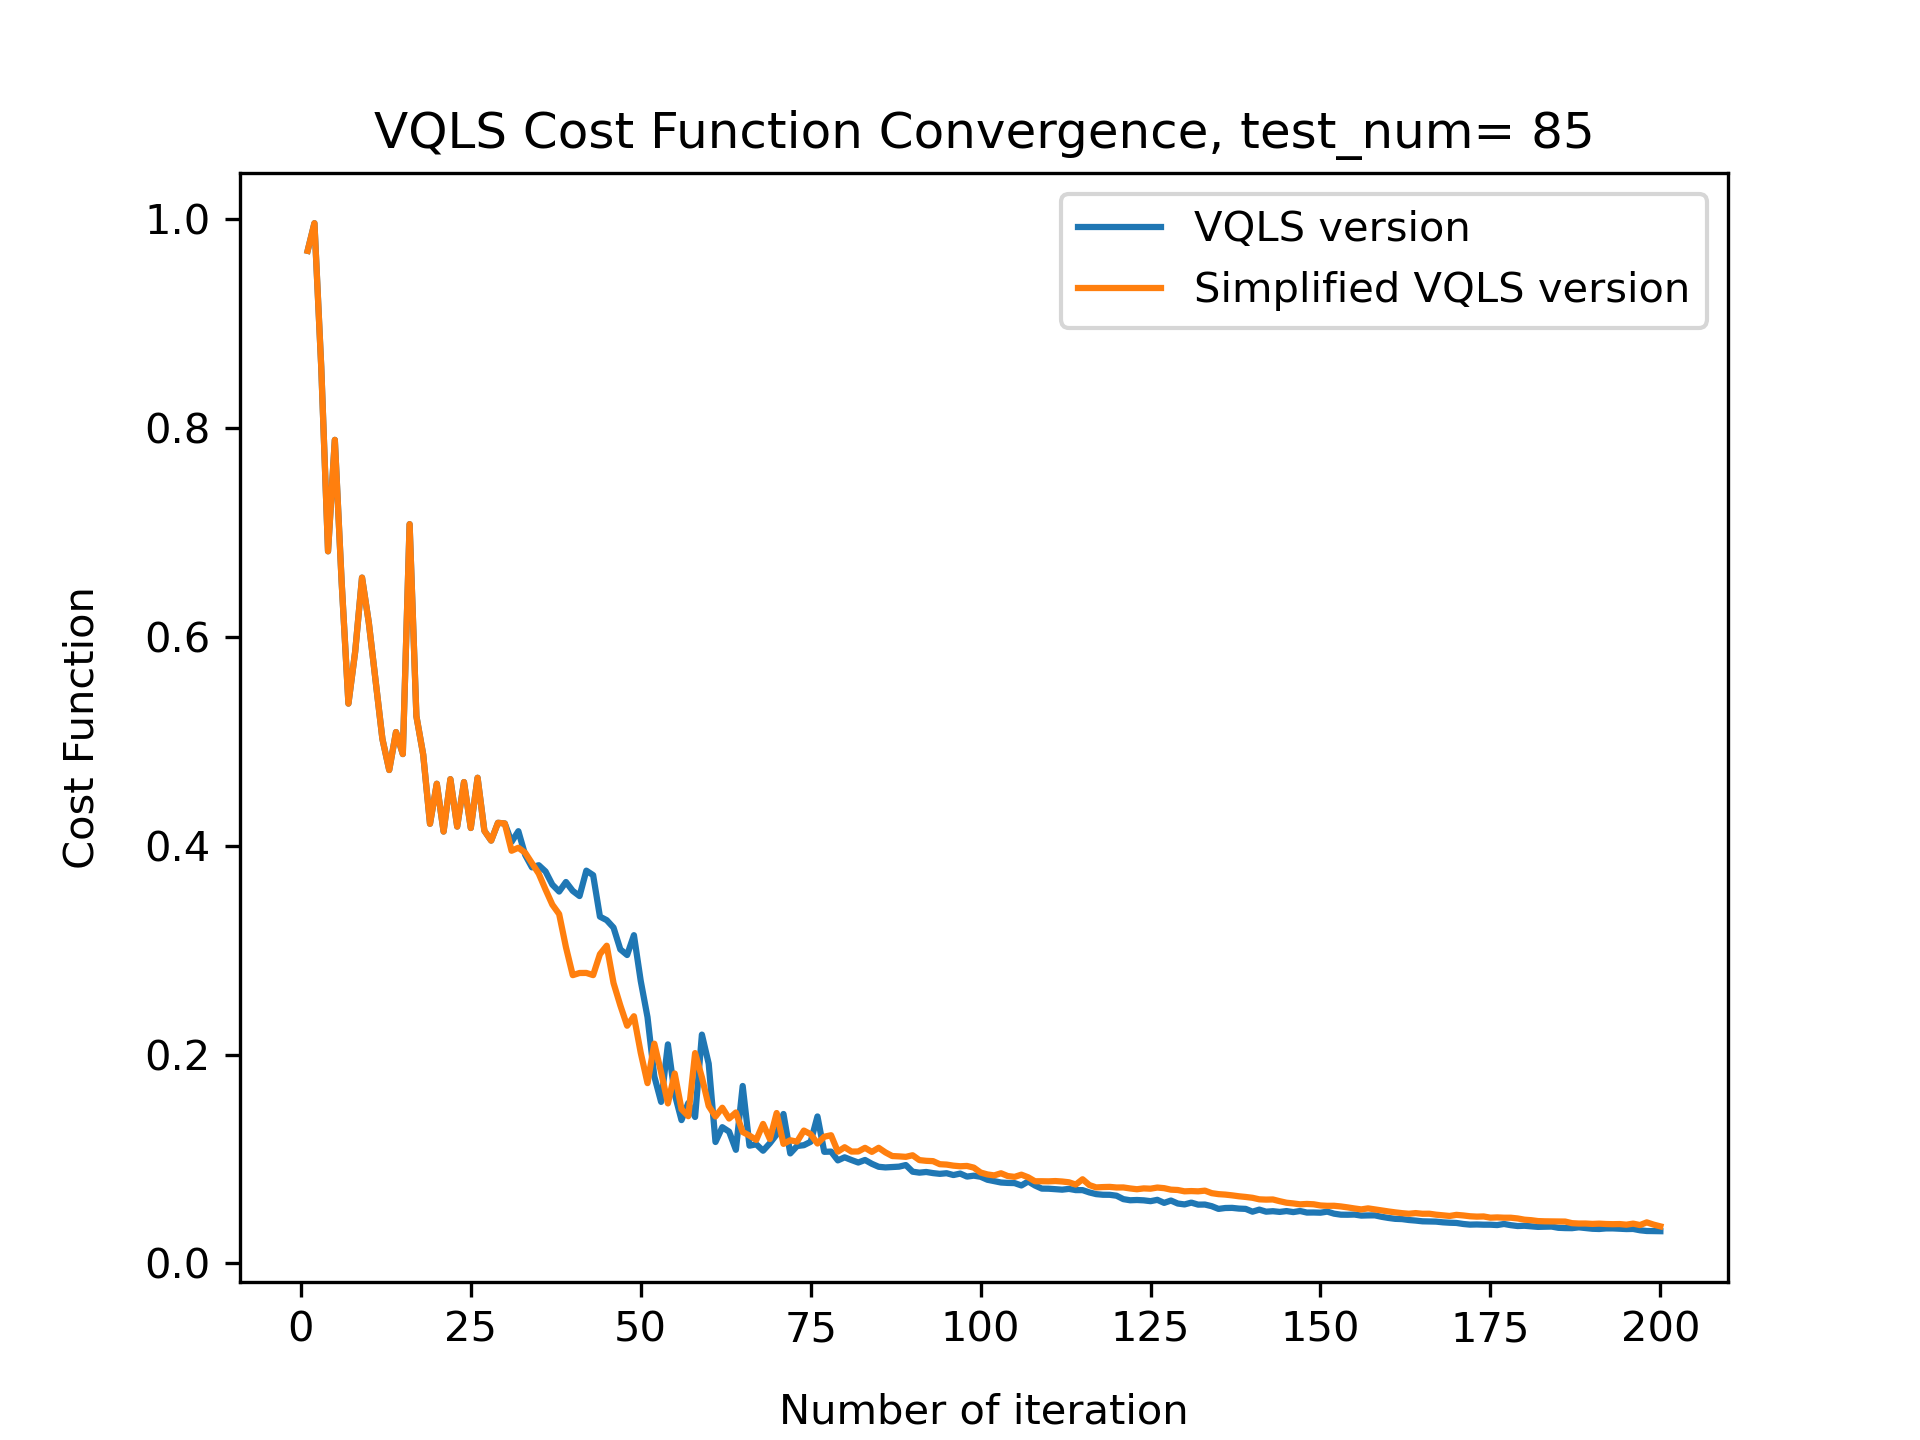 VQLS Cost Function Convergence, test_num= 85
VQLS version
Simplified VQLS version
1.0
0.8
0.6
0.4
0.2
0.0
Cost Function
0 25 50 75 100 125 150 175 200
Number of iteration